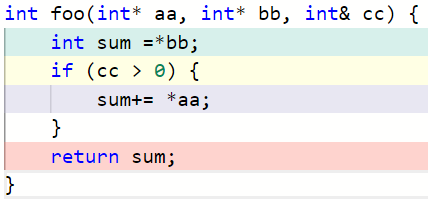 int foo(int* aa, int* bb, int& cc) {
    int sum =*bb;
    if (cc > 0) {
        sum+= *aa;
    }
    return sum;
}